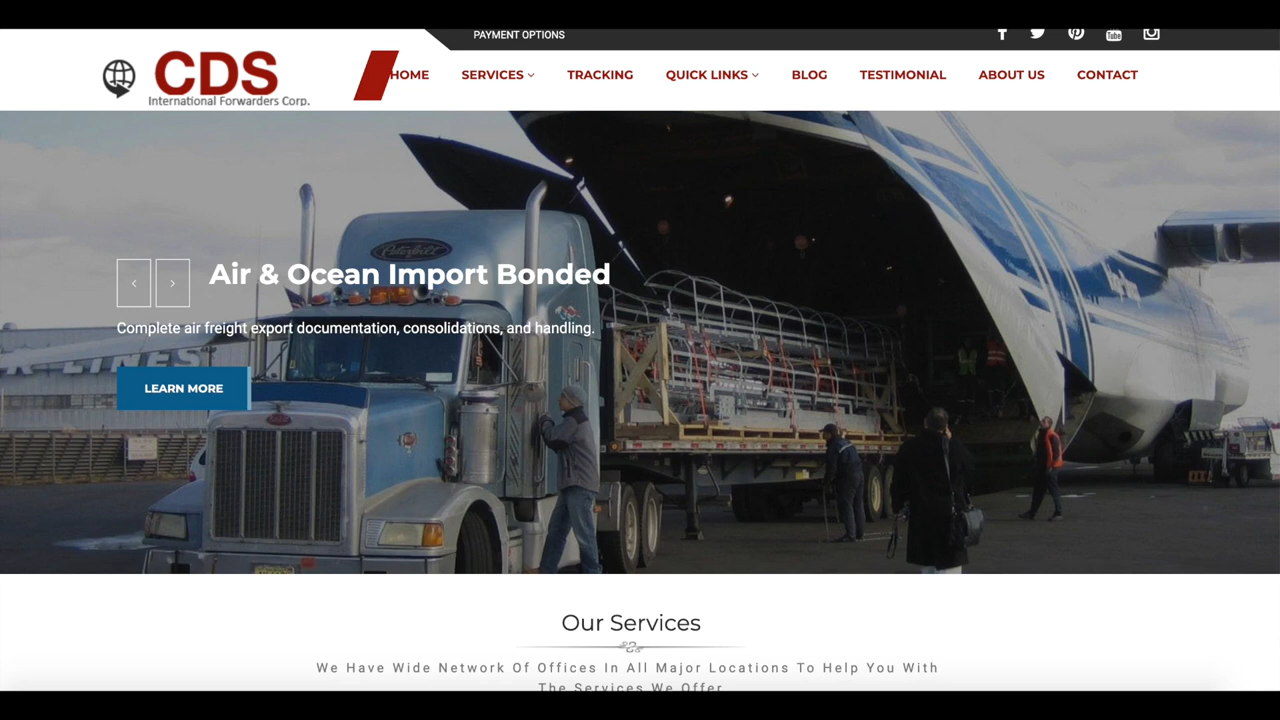 PAYMENT OPTIONS
CDS
International Forwarders Corp.
HOME SERVICES TRACKING QUICK LINKS BLOG TESTIMONIAL ABOUT US CONTACT
Peterbilt
Air & Ocean Import Bonded
Complete air freight export documentation, consolidations, and handling.
LINES
LEARN MORE
Our Services
We Have Wide Network Of Offices In All Major Locations To Help You With
The Services We Offer